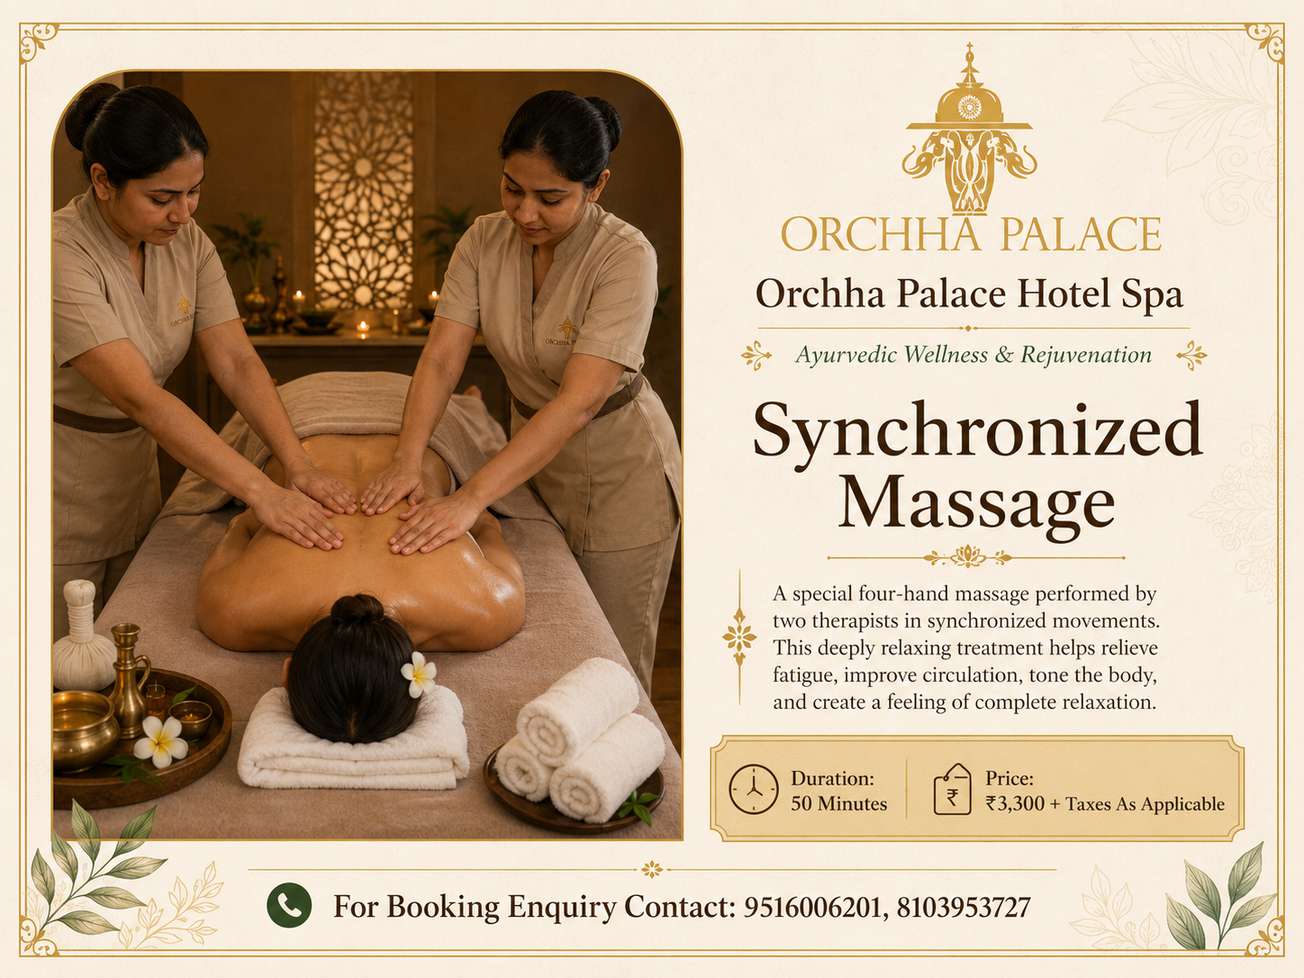 ORCHHA PALACE
Orchha Palace Hotel Spa
Ayurvedic Wellness & Rejuvenation
Synchronized
Massage
A special four-hand massage performed by
two therapists in synchronized movements.
This deeply relaxing treatment helps relieve
fatigue, improve circulation, tone the body,
and create a feeling of complete relaxation.
Duration:
50 Minutes
Price:
₹3,300 + Taxes As Applicable
For Booking Enquiry Contact: 9516006201, 8103953727